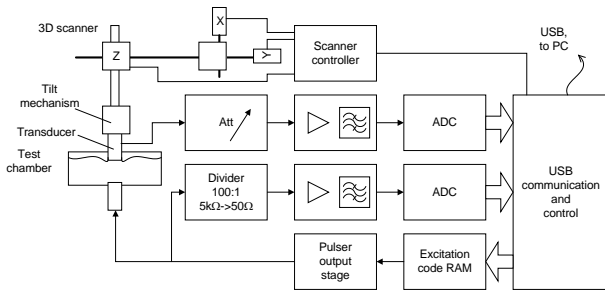 3D scanner
X
Z
Y
Scanner
controller
USB,
to PC
Tilt
mechanism
Transducer
Test
chamber
Att
ADC
Divider
100:1
5kΩ->50Ω
ADC
USB
communication
and
control
Pulser
output
stage
Excitation
code RAM